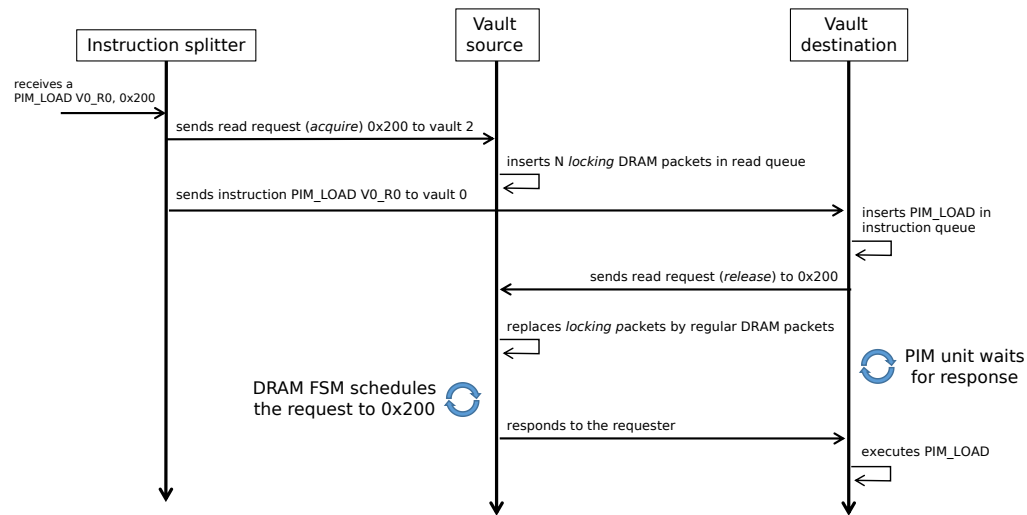 Instruction splitter
Vault
source
Vault
destination
receives a
PIM_LOAD V0_R0, 0x200
sends read request (acquire) 0x200 to vault 2
inserts N locking DRAM packets in read queue
sends instruction PIM_LOAD V0_R0 to vault 0
inserts PIM_LOAD in
instruction queue
sends read request (release) to 0x200
replaces locking packets by regular DRAM packets
PIM unit waits
for response
DRAM FSM schedules
the request to 0x200
responds to the requester
executes PIM_LOAD